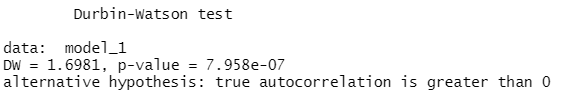 Durbin-Watson test
data:  model_1
DW = 1.6981, p-value = 7.958e-07
alternative hypothesis: true autocorrelation is greater than 0